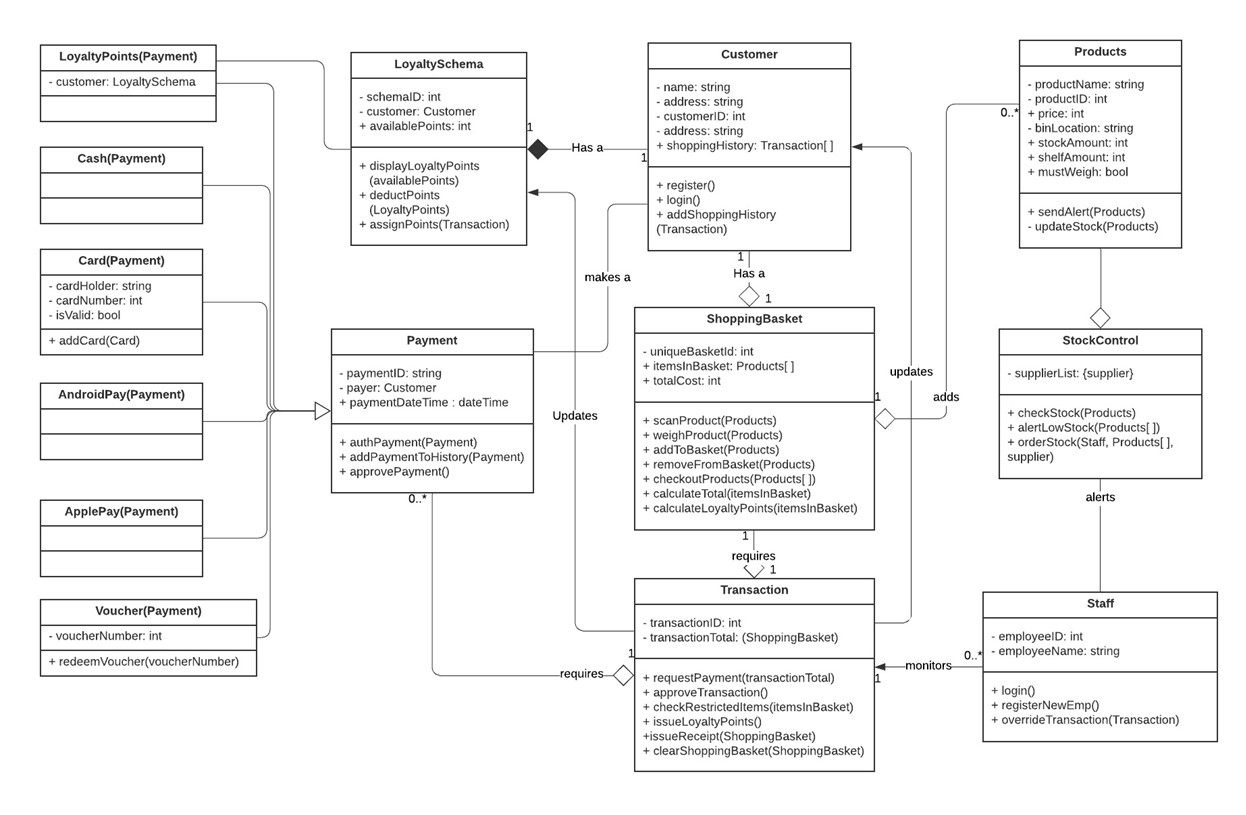 LoyaltyPoints(Payment)
- customer: LoyaltySchema
Cash(Payment)
Card(Payment)
- cardHolder: string
- cardNumber: int
- isValid: bool
+ addCard(Card)
AndroidPay(Payment)
ApplePay(Payment)
Voucher(Payment)
- voucherNumber: int
+ redeemVoucher(voucherNumber)
LoyaltySchema
- schemaID: int
- customer: Customer
+ availablePoints: int
+ displayLoyaltyPoints
(availablePoints)
+ deductPoints
(LoyaltyPoints)
+ assignPoints(Transaction)
1
Has a
1
Payment
- paymentID: string
- payer: Customer
+ paymentDateTime : dateTime
+ authPayment(Payment)
+ addPaymentToHistory(Payment)
+ approvePayment()
0..*
makes a
Updates
requires
1
Customer
- name: string
- address: string
- customerID: int
- address: string
+ shoppingHistory: Transaction[ ]
+ register()
+ login()
+ addShoppingHistory
(Transaction)
1
Has a
1
ShoppingBasket
- uniqueBasketId: int
+ itemsInBasket: Products[ ]
+ totalCost: int
+ scanProduct(Products)
+ weighProduct(Products)
+ addToBasket(Products)
+ removeFromBasket(Products)
+ checkoutProducts(Products[ ])
+ calculateTotal(itemsInBasket)
+ calculateLoyaltyPoints(itemsInBasket)
1
requires
1
Transaction
- transactionID: int
- transactionTotal: (ShoppingBasket)
+ requestPayment(transactionTotal)
+ approveTransaction()
+ checkRestrictedItems(itemsInBasket)
+ issueLoyaltyPoints()
+issueReceipt(ShoppingBasket)
+ clearShoppingBasket(ShoppingBasket)
updates
1
adds
0..*
Products
- productName: string
- productID: int
+ price: int
- binLocation: string
+ stockAmount: int
+ shelfAmount: int
+ mustWeigh: bool
+ sendAlert(Products)
- updateStock(Products)
StockControl
- supplierList: {supplier}
+ checkStock(Products)
+ alertLowStock(Products[ ])
+ orderStock(Staff, Products[ ],
supplier)
alerts
Staff
- employeeID: int
- employeeName: string
+ login()
+ registerNewEmp()
+ overrideTransaction(Transaction)
0..*
monitors
1